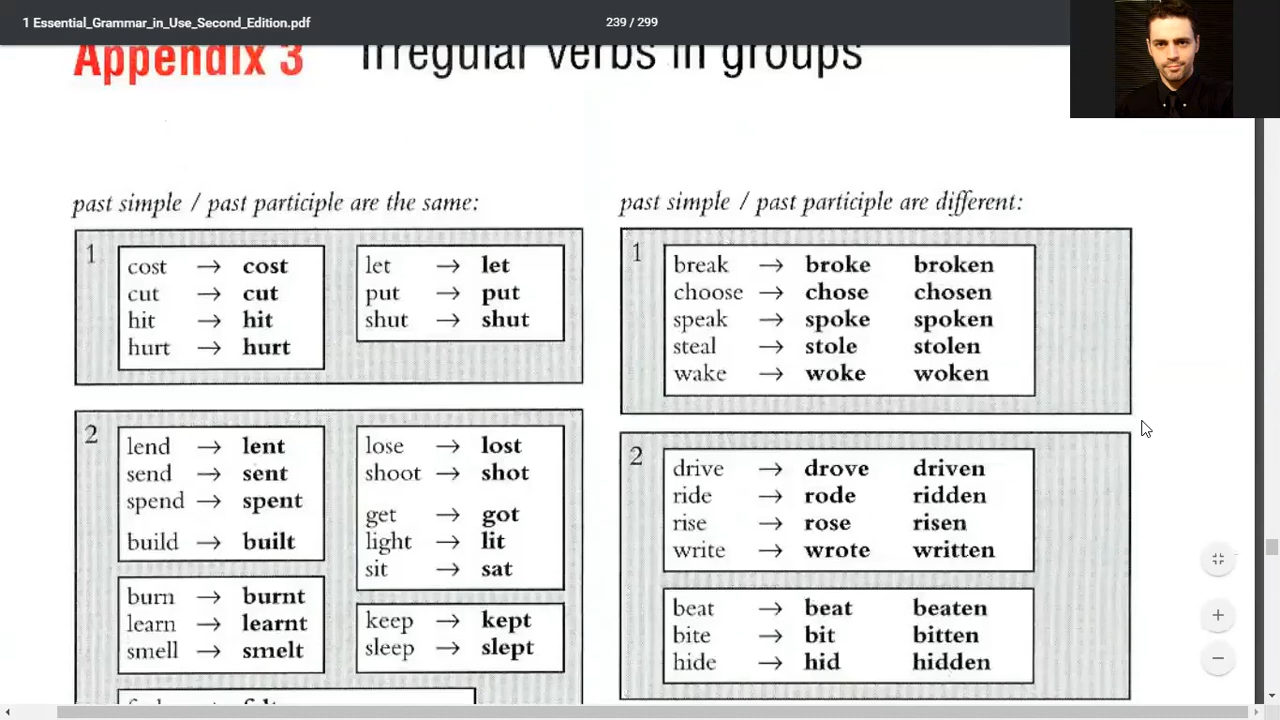 1 Essential_Grammar_in_Use_Second_Edition.pdf
239 / 299
Appendix 3 Irregular verbs in groups
past simple / past participle are the same:
1
cost → cost
cut → cut
hit → hit
hurt → hurt
let → let
put → put
shut → shut
2
lend → lent
send → sent
spend → spent
build → built
lose → lost
shoot → shot
get → got
light → lit
sit → sat
burn → burnt
learn → learnt
smell → smelt
keep → kept
sleep → slept
past simple / past participle are different:
1
break → broke broken
choose → chose chosen
speak → spoke spoken
steal → stole stolen
wake → woke woken
2
drive → drove driven
ride → rode ridden
rise → rose risen
write → wrote written
beat → beat beaten
bite → bit bitten
hide → hid hidden